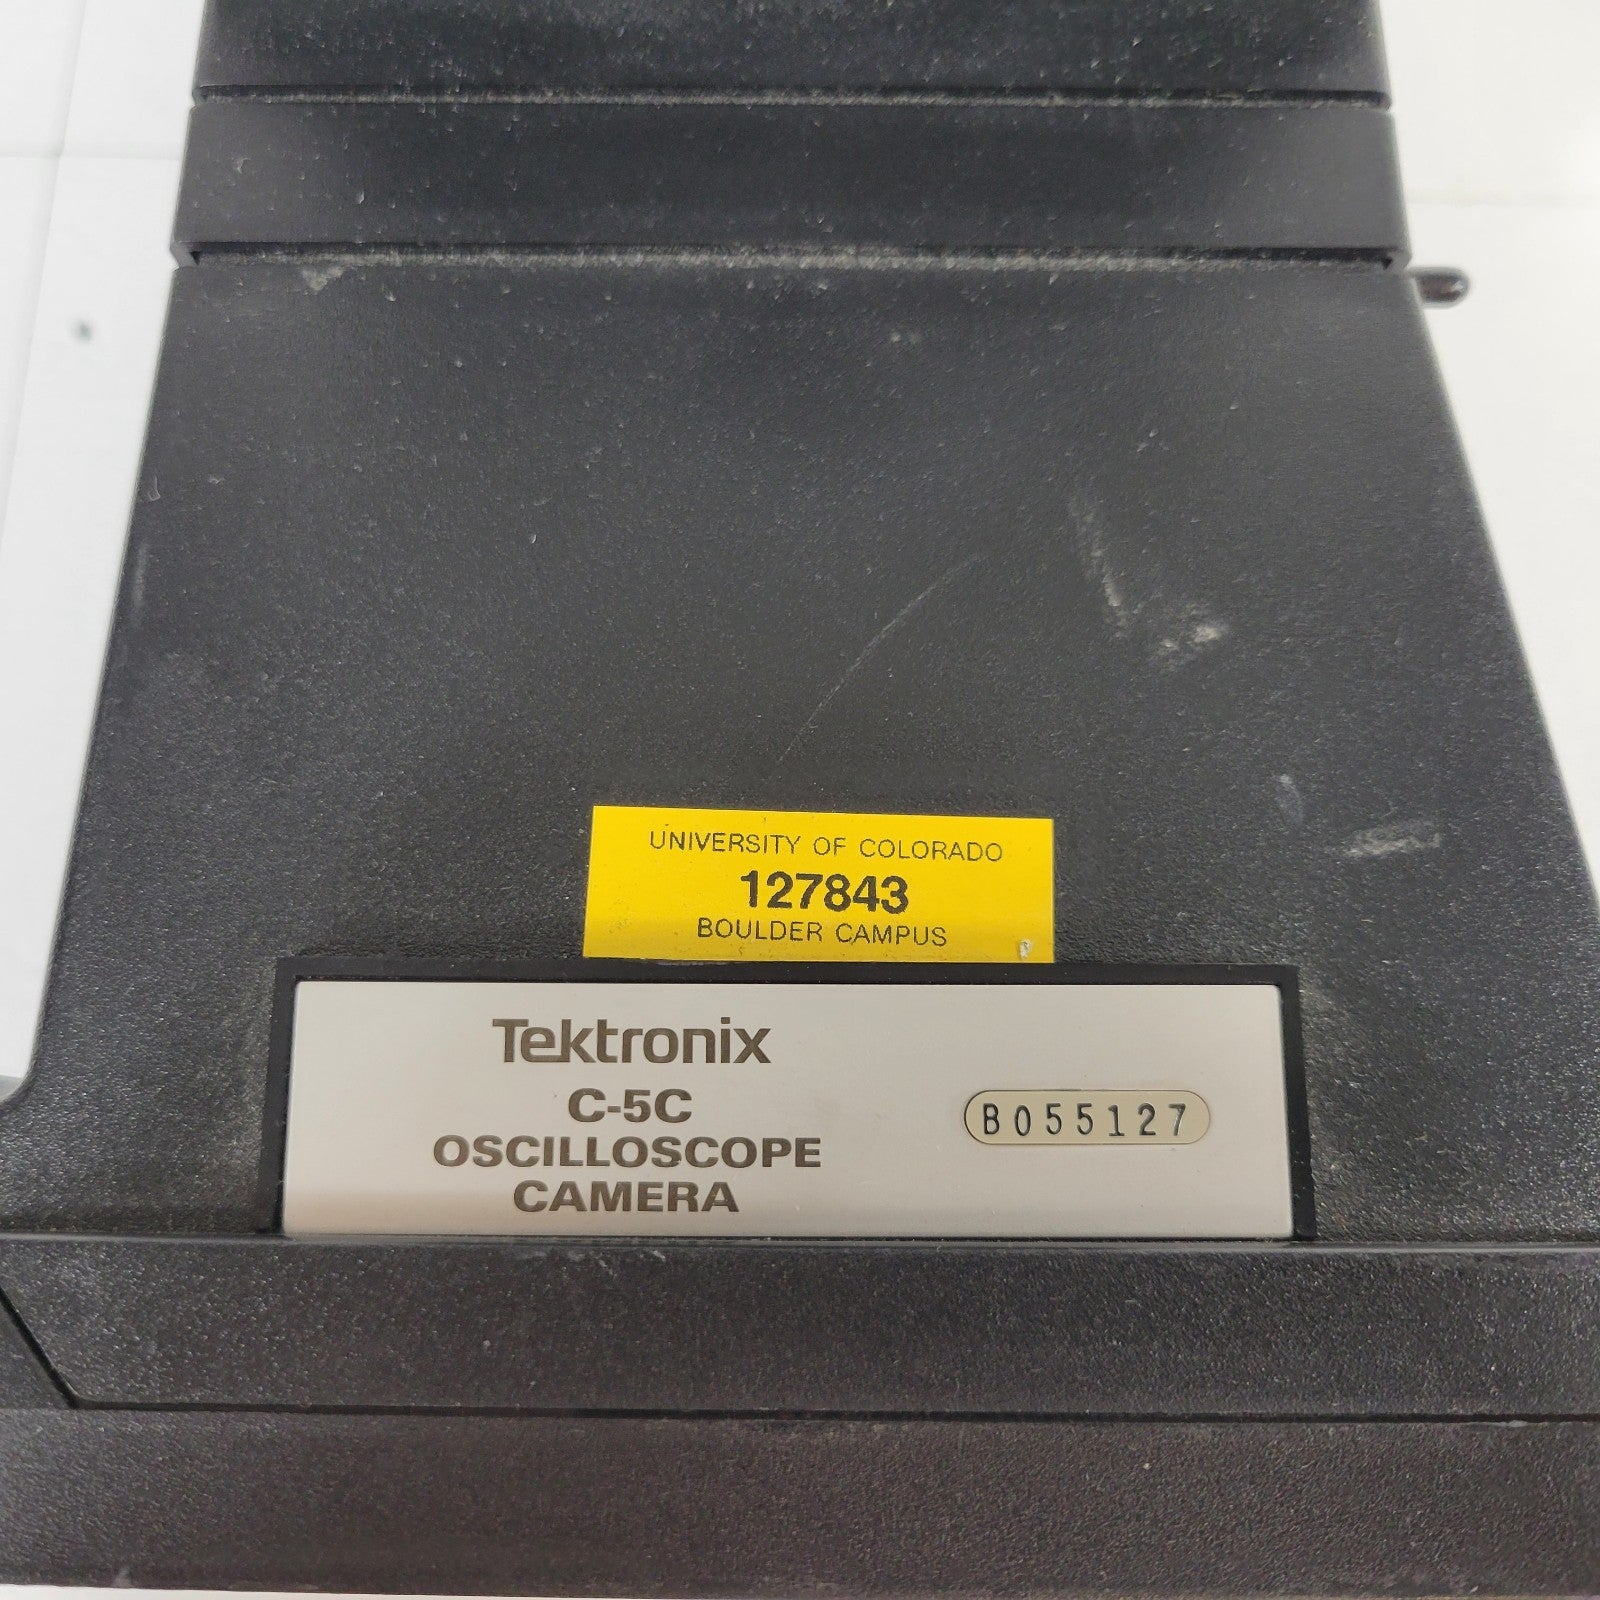 UNIVERSITY OF COLORADO
127843
BOULDER CAMPUS
Tektronix
C-5C
OSCILLOSCOPE
CAMERA
B055127